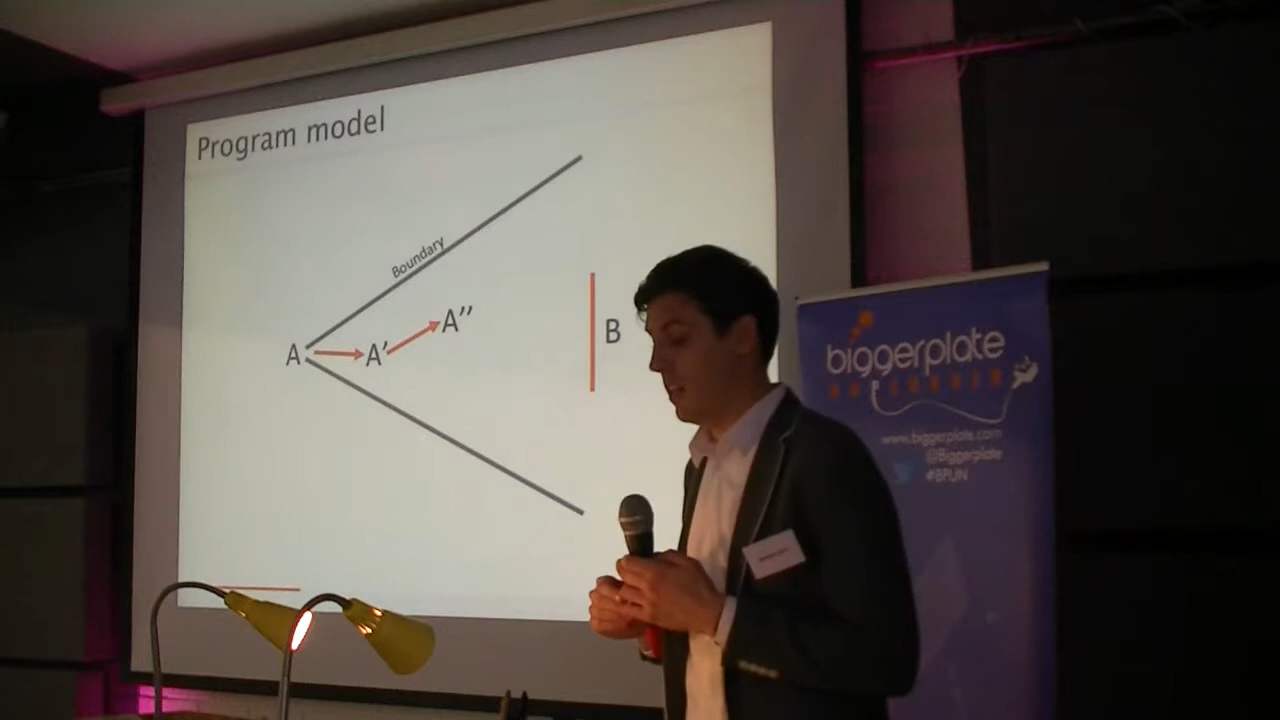 Program model
Boundary
A
A'
A''
B
biggerplate
www.biggerplate.com
@Biggerplate
#BPUN